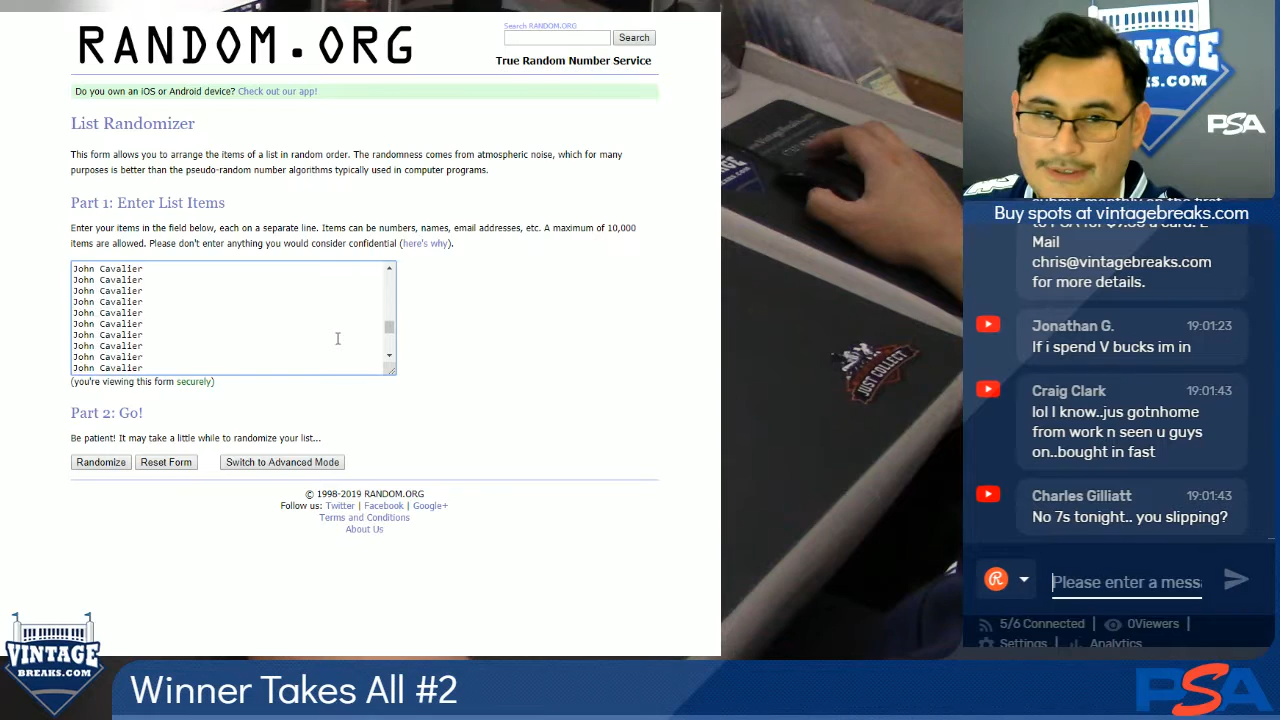 RANDOM.ORG
Search RANDOM.ORG
Search
True Random Number Service
Do you own an iOS or Android device? Check out our app!
List Randomizer
This form allows you to arrange the items of a list in random order. The randomness comes from atmospheric noise, which for many
purposes is better than the pseudo-random number algorithms typically used in computer programs.
Part 1: Enter List Items
Enter your items in the field below, each on a separate line. Items can be numbers, names, email addresses, etc. A maximum of 10,000
items are allowed. Please don't enter anything you would consider confidential (here's why).
John Cavalier
John Cavalier
John Cavalier
John Cavalier
John Cavalier
John Cavalier
John Cavalier
John Cavalier
John Cavalier
John Cavalier
(you're viewing this form securely)
Part 2: Go!
Be patient! It may take a little while to randomize your list...
Randomize Reset Form Switch to Advanced Mode
© 1998-2019 RANDOM.ORG
Follow us: Twitter | Facebook | Google+
Terms and Conditions
About Us
JUST COLLECT
VINTAGE
PSA
Buy spots at vintagebreaks.com
Mail
chris@vintagebreaks.com
for more details.
Jonathan G. 19:01:23
If i spend V bucks im in
Craig Clark 19:01:43
lol I know..jus gotnhome
from work n seen u guys
on..bought in fast
Charles Gilliatt 19:01:43
No 7s tonight.. you slipping?
Please enter a messa
5/6 Connected | 0Viewers |
Settings | Analytics
VINTAGE
BREAKS.COM
Winner Takes All #2
PSA